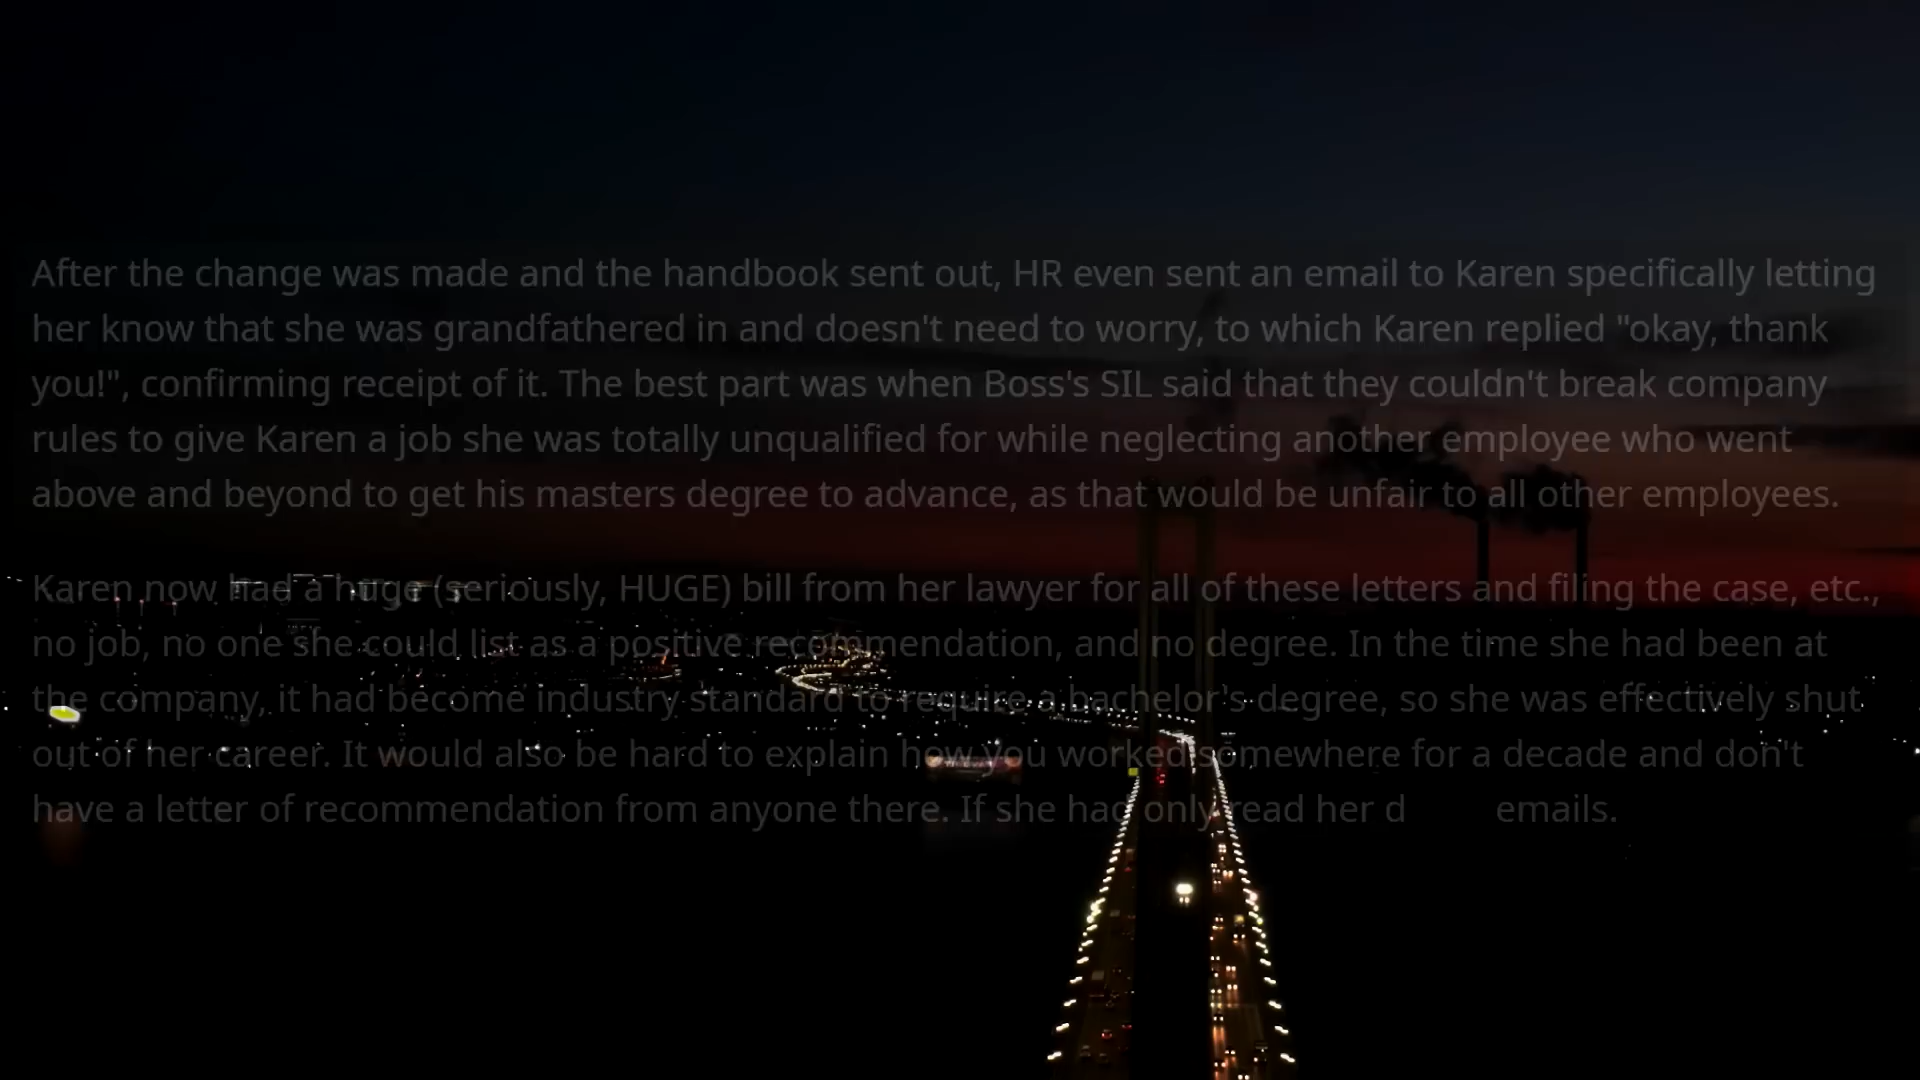 After the change was made and the handbook sent out, HR even sent an email to Karen specifically letting
her know that she was grandfathered in and doesn't need to worry, to which Karen replied "okay, thank
you!", confirming receipt of it. The best part was when Boss's SIL said that they couldn't break company
rules to give Karen a job she was totally unqualified for while neglecting another employee who went
above and beyond to get his masters degree to advance, as that would be unfair to all other employees.
Karen now had a huge (seriously, HUGE) bill from her lawyer for all of these letters and filing the case, etc.,
no job, no one she could list as a positive recommendation, and no degree. In the time she had been at
the company, it had become industry standard to require a bachelor's degree, so she was effectively shut
out of her career. It would also be hard to explain how you worked somewhere for a decade and don't
have a letter of recommendation from anyone there. If she had only read her d emails.